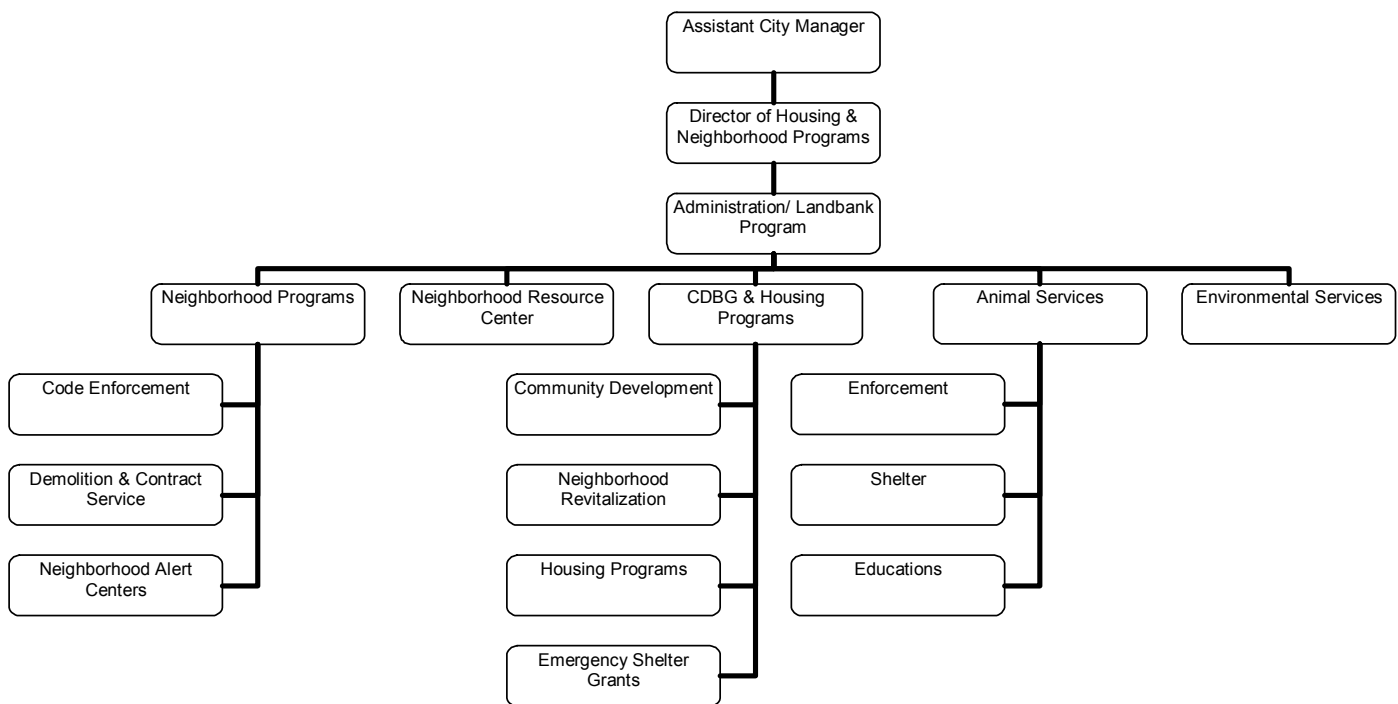 Assistant City Manager
Director of Housing &
Neighborhood Programs
Administration/ Landbank
Program
Neighborhood Programs
Neighborhood Resource
Center
CDBG & Housing
Programs
Animal Services
Environmental Services
Code Enforcement
Demolition & Contract
Service
Neighborhood Alert
Centers
Community Development
Neighborhood
Revitalization
Housing Programs
Emergency Shelter
Grants
Enforcement
Shelter
Educations